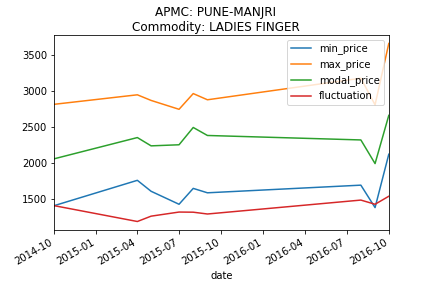 APMC: PUNE-MANJRI
Commodity: LADIES FINGER
min_price
max_price
modal_price
fluctuation
3500
3000
2500
2000
1500
2014-10
2015-01
2015-04
2015-07
2015-10
2016-01
2016-04
2016-07
2016-10
date